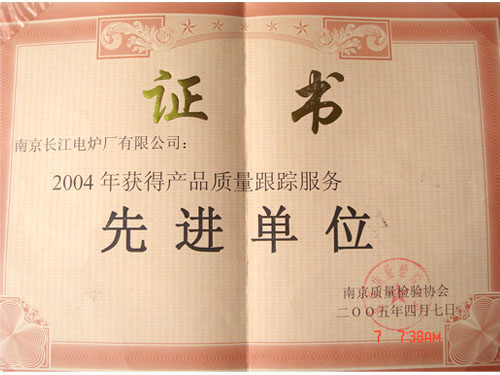 证书
南京长江电炉厂有限公司：
2004年获得产品质量跟踪服务
先进单位
南京质量检验协会
二〇〇五年四月七日
7 7:38AM